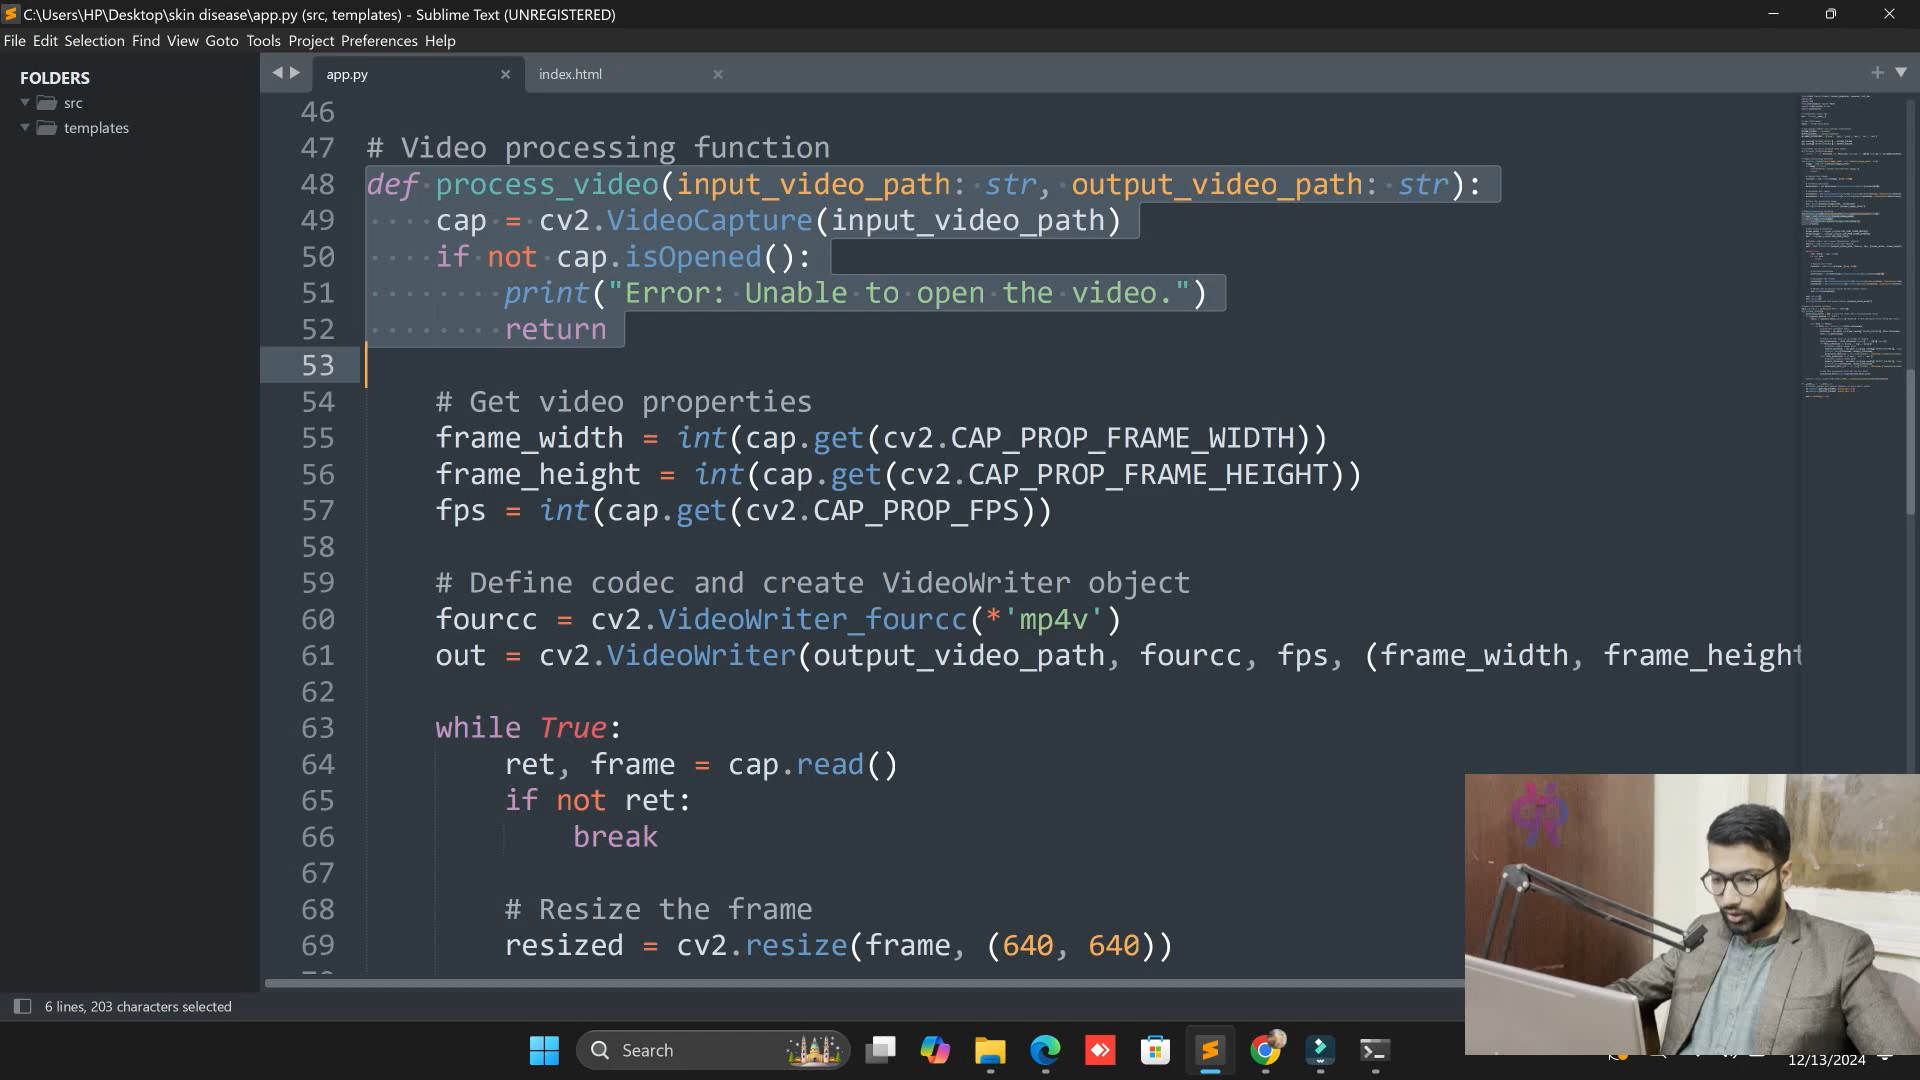 C:\Users\HP\Desktop\skin disease\app.py (src, templates) - Sublime Text (UNREGISTERED)
File Edit Selection Find View Goto Tools Project Preferences Help
FOLDERS
src
templates
app.py
index.html
46
47 # Video processing function
48 def process_video(input_video_path: str, output_video_path: str):
49 cap = cv2.VideoCapture(input_video_path)
50 if not cap.isOpened():
51 print("Error: Unable to open the video.")
52 return
53
54 # Get video properties
55 frame_width = int(cap.get(cv2.CAP_PROP_FRAME_WIDTH))
56 frame_height = int(cap.get(cv2.CAP_PROP_FRAME_HEIGHT))
57 fps = int(cap.get(cv2.CAP_PROP_FPS))
58
59 # Define codec and create VideoWriter object
60 fourcc = cv2.VideoWriter_fourcc(*'mp4v')
61 out = cv2.VideoWriter(output_video_path, fourcc, fps, (frame_width, frame_height
62
63 while True:
64 ret, frame = cap.read()
65 if not ret:
66 break
67
68 # Resize the frame
69 resized = cv2.resize(frame, (640, 640))
6 lines, 203 characters selected
Search
12/13/2024